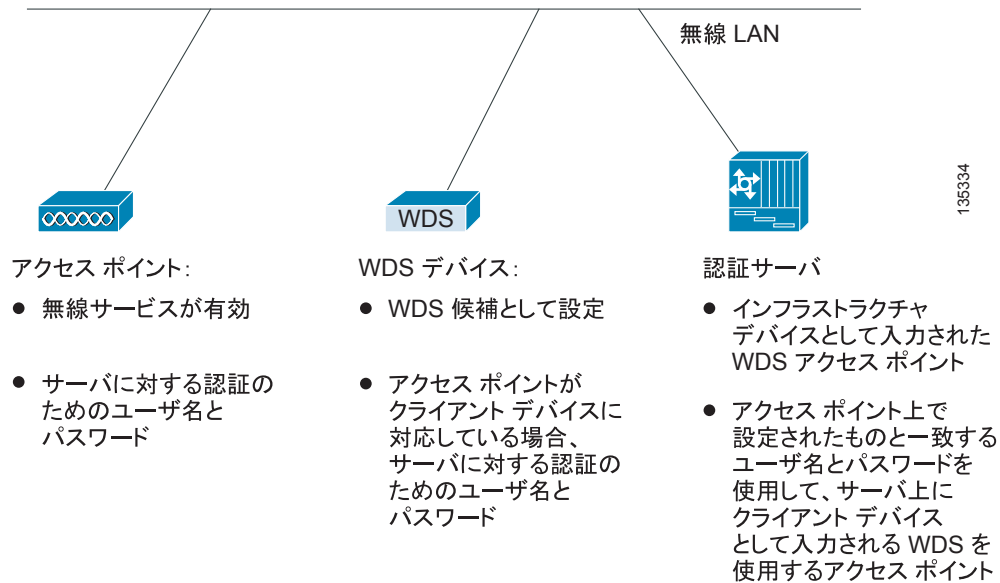 無線 LAN
135334
WDS
アクセス ポイント:
● 無線サービスが有効
● サーバに対する認証の
ためのユーザ名と
パスワード
WDS デバイス:
● WDS 候補として設定
● アクセス ポイントが
クライアント デバイスに
対応している場合、
サーバに対する認証の
ためのユーザ名と
パスワード
認証サーバ
● インフラストラクチャ
デバイスとして入力された
WDS アクセス ポイント
● アクセス ポイント上で
設定されたものと一致する
ユーザ名とパスワードを
使用して、サーバ上に
クライアント デバイス
として入力される WDS を
使用するアクセス ポイント